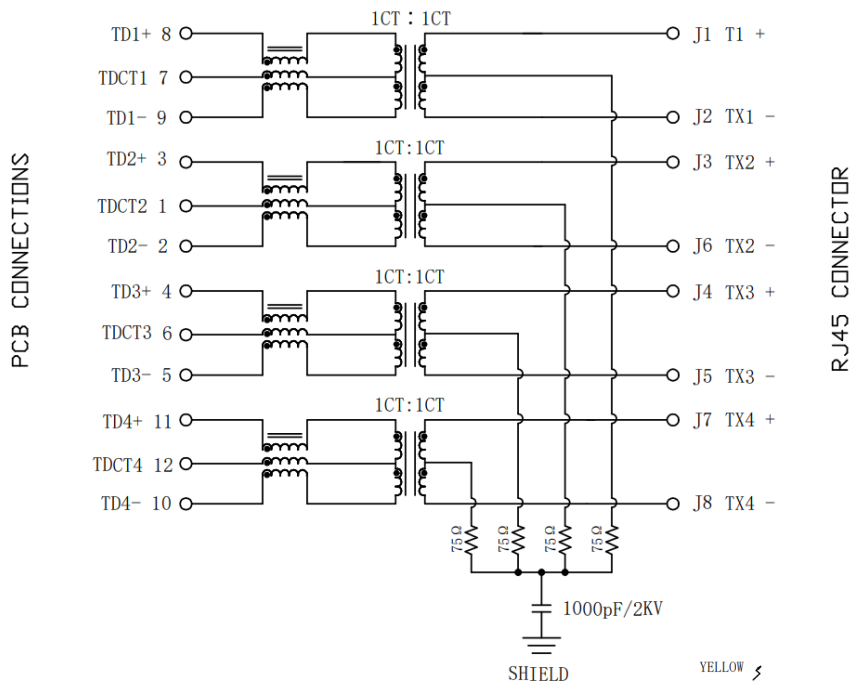 1CT : 1CT
TD1+ 8
J1 T1 +
TDCT1 7
TD1- 9
J2 TX1 -
1CT:1CT
TD2+ 3
J3 TX2 +
TDCT2 1
TD2- 2
J6 TX2 -
1CT:1CT
TD3+ 4
J4 TX3 +
TDCT3 6
TD3- 5
J5 TX3 -
1CT:1CT
TD4+ 11
J7 TX4 +
TDCT4 12
TD4- 10
J8 TX4 -
PCB CONNECTIONS
RJ45 CONNECTOR
75Ω
75Ω
75Ω
75Ω
1000pF/2KV
SHIELD
YELLOW